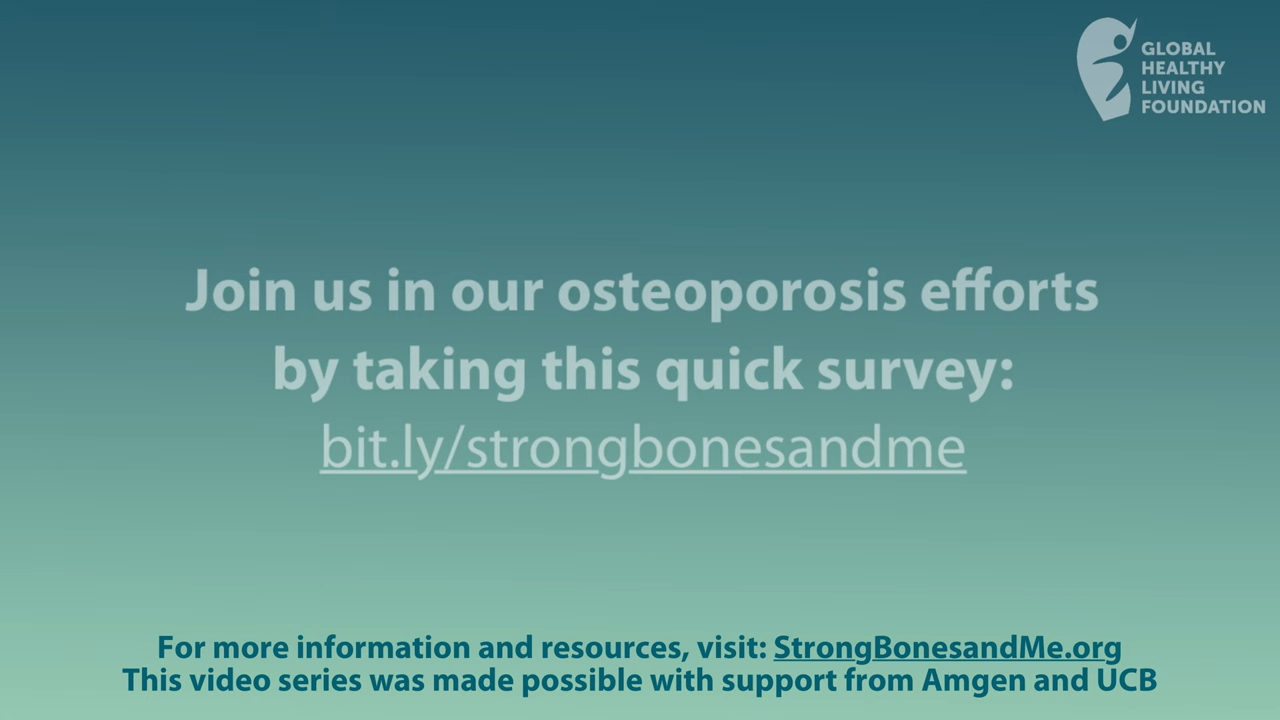 GLOBAL
HEALTHY
LIVING
FOUNDATION
Join us in our osteoporosis efforts
by taking this quick survey:
bit.ly/strongbonesandme
For more information and resources, visit: StrongBonesandMe.org
This video series was made possible with support from Amgen and UCB